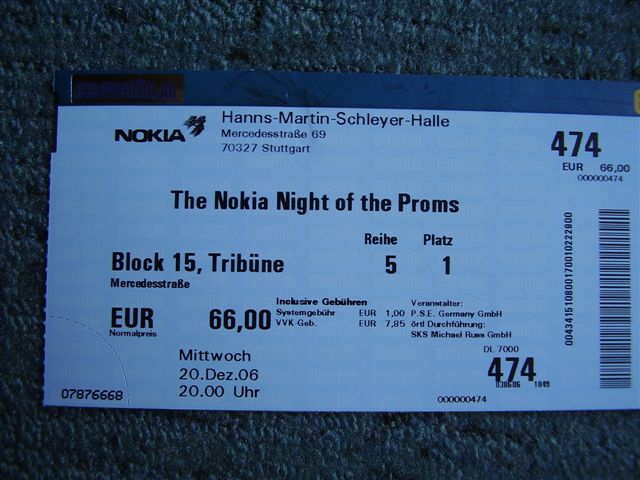 NOKIA
Hanns-Martin-Schleyer-Halle
Mercedesstraße 69
70327 Stuttgart
474
EUR 66,00
000000474
The Nokia Night of the Proms
Reihe Platz
Block 15, Tribüne 5 1
Mercedesstraße
EUR 66,00
Normalpreis
Inclusive Gebühren
Systemgebühr EUR 1,00
VVK-Geb. EUR 7,85
Veranstalter:
P.S.E. Germany GmbH
örtl Durchführung:
SKS Michael Russ GmbH
Mittwoch
20.Dez.06
20.00 Uhr
DL 7000
474
030606 1049
000000474
07876668
004341510800170010222900